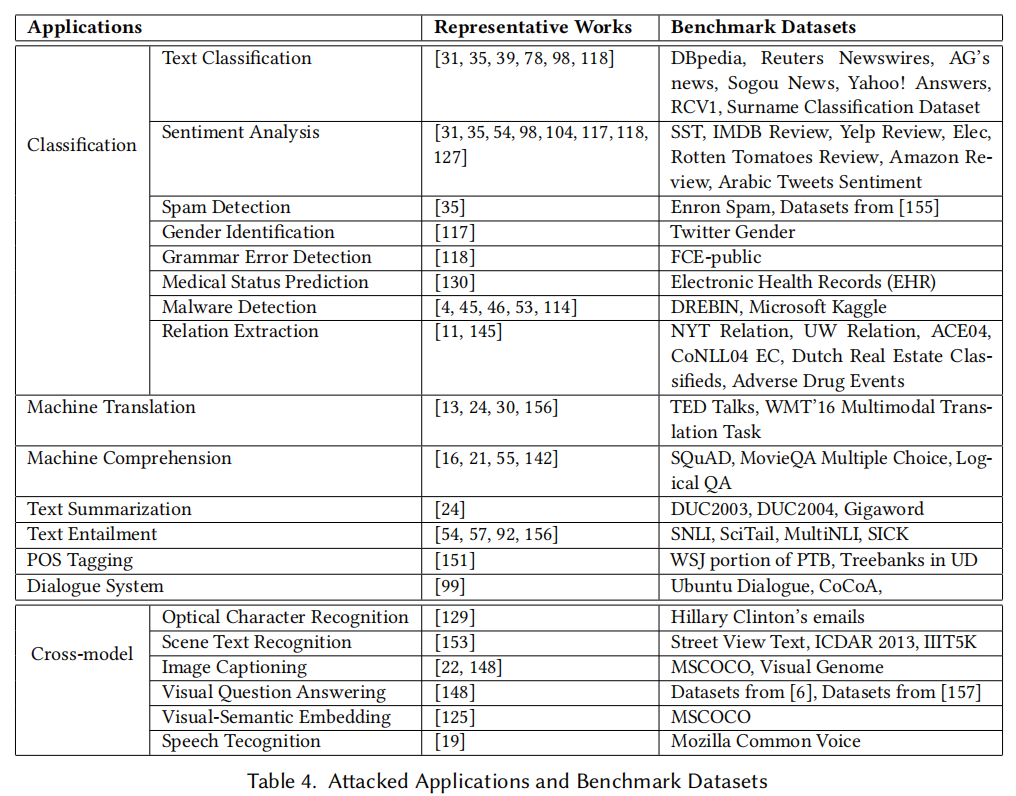 Applications Representative Works Benchmark Datasets
Classification
Text Classification [31, 35, 39, 78, 98, 118] DBpedia, Reuters Newswires, AG's
news, Sogou News, Yahoo! Answers,
RCV1, Surname Classification Dataset
Sentiment Analysis [31, 35, 54, 98, 104, 117, 118, SST, IMDB Review, Yelp Review, Elec,
127] Rotten Tomatoes Review, Amazon Re-
view, Arabic Tweets Sentiment
Spam Detection [35] Enron Spam, Datasets from [155]
Gender Identification [117] Twitter Gender
Grammar Error Detection [118] FCE-public
Medical Status Prediction [130] Electronic Health Records (EHR)
Malware Detection [4, 45, 46, 53, 114] DREBIN, Microsoft Kaggle
Relation Extraction [11, 145] NYT Relation, UW Relation, ACE04,
CoNLL04 EC, Dutch Real Estate Clas-
sifieds, Adverse Drug Events
Machine Translation [13, 24, 30, 156] TED Talks, WMT'16 Multimodal Trans-
lation Task
Machine Comprehension [16, 21, 55, 142] SQuAD, MovieQA Multiple Choice, Log-
ical QA
Text Summarization [24] DUC2003, DUC2004, Gigaword
Text Entailment [54, 57, 92, 156] SNLI, SciTail, MultiNLI, SICK
POS Tagging [151] WSJ portion of PTB, Treebanks in UD
Dialogue System [99] Ubuntu Dialogue, CoCoA,
Cross-model
Optical Character Recognition [129] Hillary Clinton's emails
Scene Text Recognition [153] Street View Text, ICDAR 2013, IIIT5K
Image Captioning [22, 148] MSCOCO, Visual Genome
Visual Question Answering [148] Datasets from [6], Datasets from [157]
Visual-Semantic Embedding [125] MSCOCO
Speech Tecognition [19] Mozilla Common Voice
Table 4. Attacked Applications and Benchmark Datasets